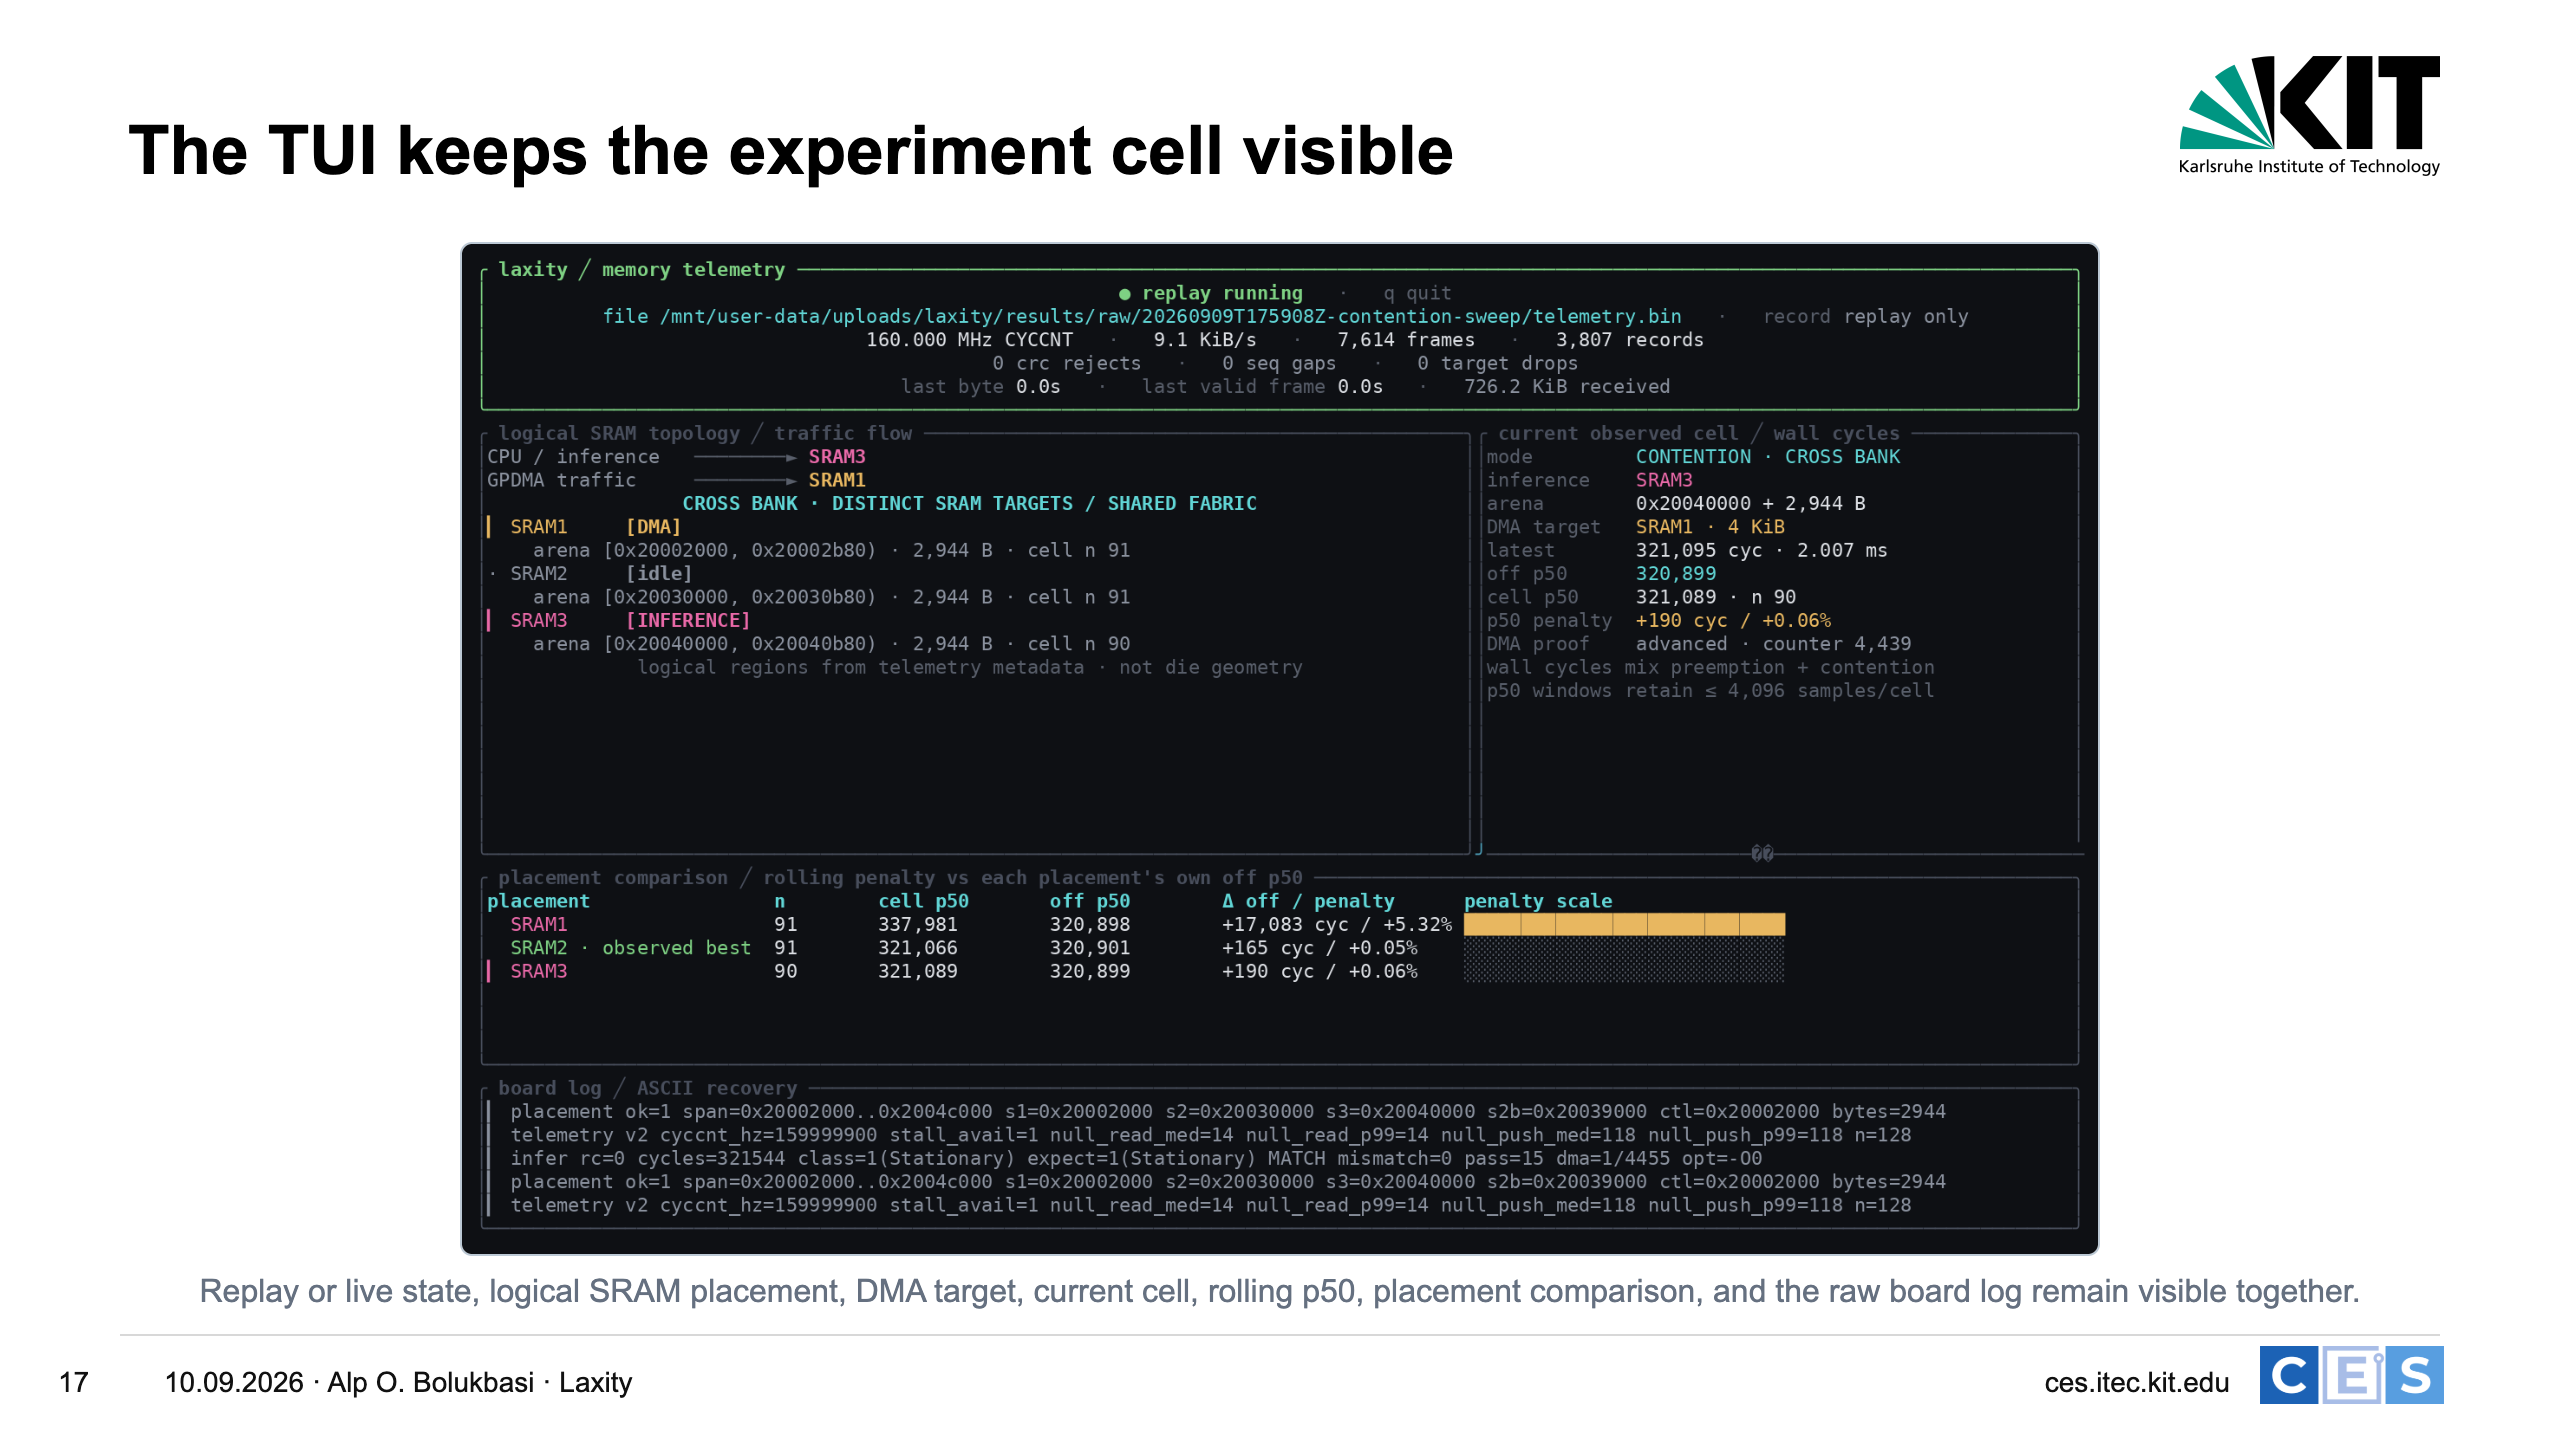 The TUI keeps the experiment cell visible
KIT
Karlsruhe Institute of Technology
laxity / memory telemetry
● replay running · q quit
file /mnt/user-data/uploads/laxity/results/raw/20260909T175908Z-contention-sweep/telemetry.bin · record replay only
160.000 MHz CYCCNT · 9.1 KiB/s · 7,614 frames · 3,807 records
0 crc rejects · 0 seq gaps · 0 target drops
last byte 0.0s · last valid frame 0.0s · 726.2 KiB received
logical SRAM topology / traffic flow
CPU / inference ───────► SRAM3
GPDMA traffic ───────► SRAM1
CROSS BANK · DISTINCT SRAM TARGETS / SHARED FABRIC
SRAM1 [DMA]
arena [0x20002000, 0x20002b80) · 2,944 B · cell n 91
· SRAM2 [idle]
arena [0x20030000, 0x20030b80) · 2,944 B · cell n 91
SRAM3 [INFERENCE]
arena [0x20040000, 0x20040b80) · 2,944 B · cell n 90
logical regions from telemetry metadata · not die geometry
current observed cell / wall cycles
mode CONTENTION · CROSS BANK
inference SRAM3
arena 0x20040000 + 2,944 B
DMA target SRAM1 · 4 KiB
latest 321,095 cyc · 2.007 ms
off p50 320,899
cell p50 321,089 · n 90
p50 penalty +190 cyc / +0.06%
DMA proof advanced · counter 4,439
wall cycles mix preemption + contention
p50 windows retain ≤ 4,096 samples/cell
��
placement comparison / rolling penalty vs each placement's own off p50
placement n cell p50 off p50 Δ off / penalty penalty scale
SRAM1 91 337,981 320,898 +17,083 cyc / +5.32%
SRAM2 · observed best 91 321,066 320,901 +165 cyc / +0.05%
SRAM3 90 321,089 320,899 +190 cyc / +0.06%
board log / ASCII recovery
placement ok=1 span=0x20002000..0x2004c000 s1=0x20002000 s2=0x20030000 s3=0x20040000 s2b=0x20039000 ctl=0x20002000 bytes=2944
telemetry v2 cyccnt_hz=159999900 stall_avail=1 null_read_med=14 null_read_p99=14 null_push_med=118 null_push_p99=118 n=128
infer rc=0 cycles=321544 class=1(Stationary) expect=1(Stationary) MATCH mismatch=0 pass=15 dma=1/4455 opt=-O0
placement ok=1 span=0x20002000..0x2004c000 s1=0x20002000 s2=0x20030000 s3=0x20040000 s2b=0x20039000 ctl=0x20002000 bytes=2944
telemetry v2 cyccnt_hz=159999900 stall_avail=1 null_read_med=14 null_read_p99=14 null_push_med=118 null_push_p99=118 n=128
Replay or live state, logical SRAM placement, DMA target, current cell, rolling p50, placement comparison, and the raw board log remain visible together.
17 10.09.2026 · Alp O. Bolukbasi · Laxity
ces.itec.kit.edu
CES